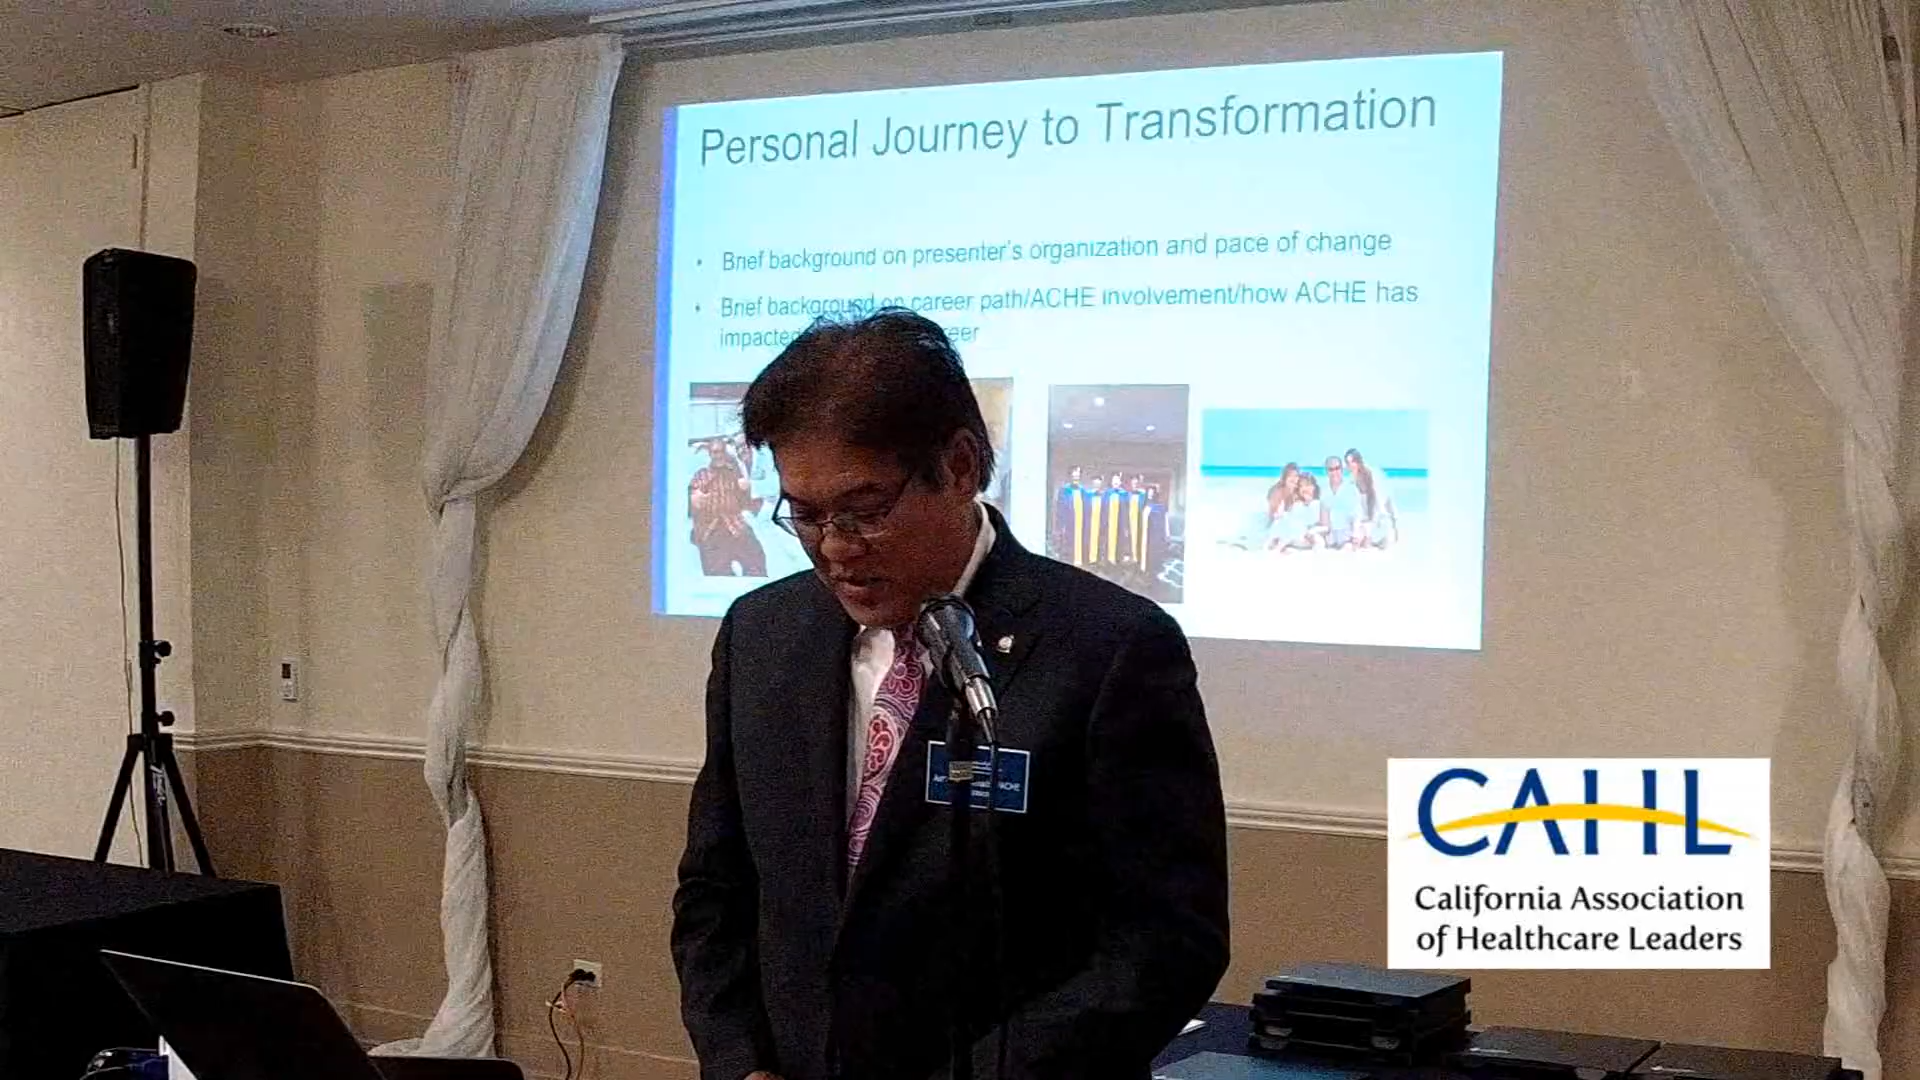 Personal Journey to Transformation
• Brief background on presenter's organization and pace of change
• Brief background on career path/ACHE involvement/how ACHE has
impacted
CAHL
California Association
of Healthcare Leaders